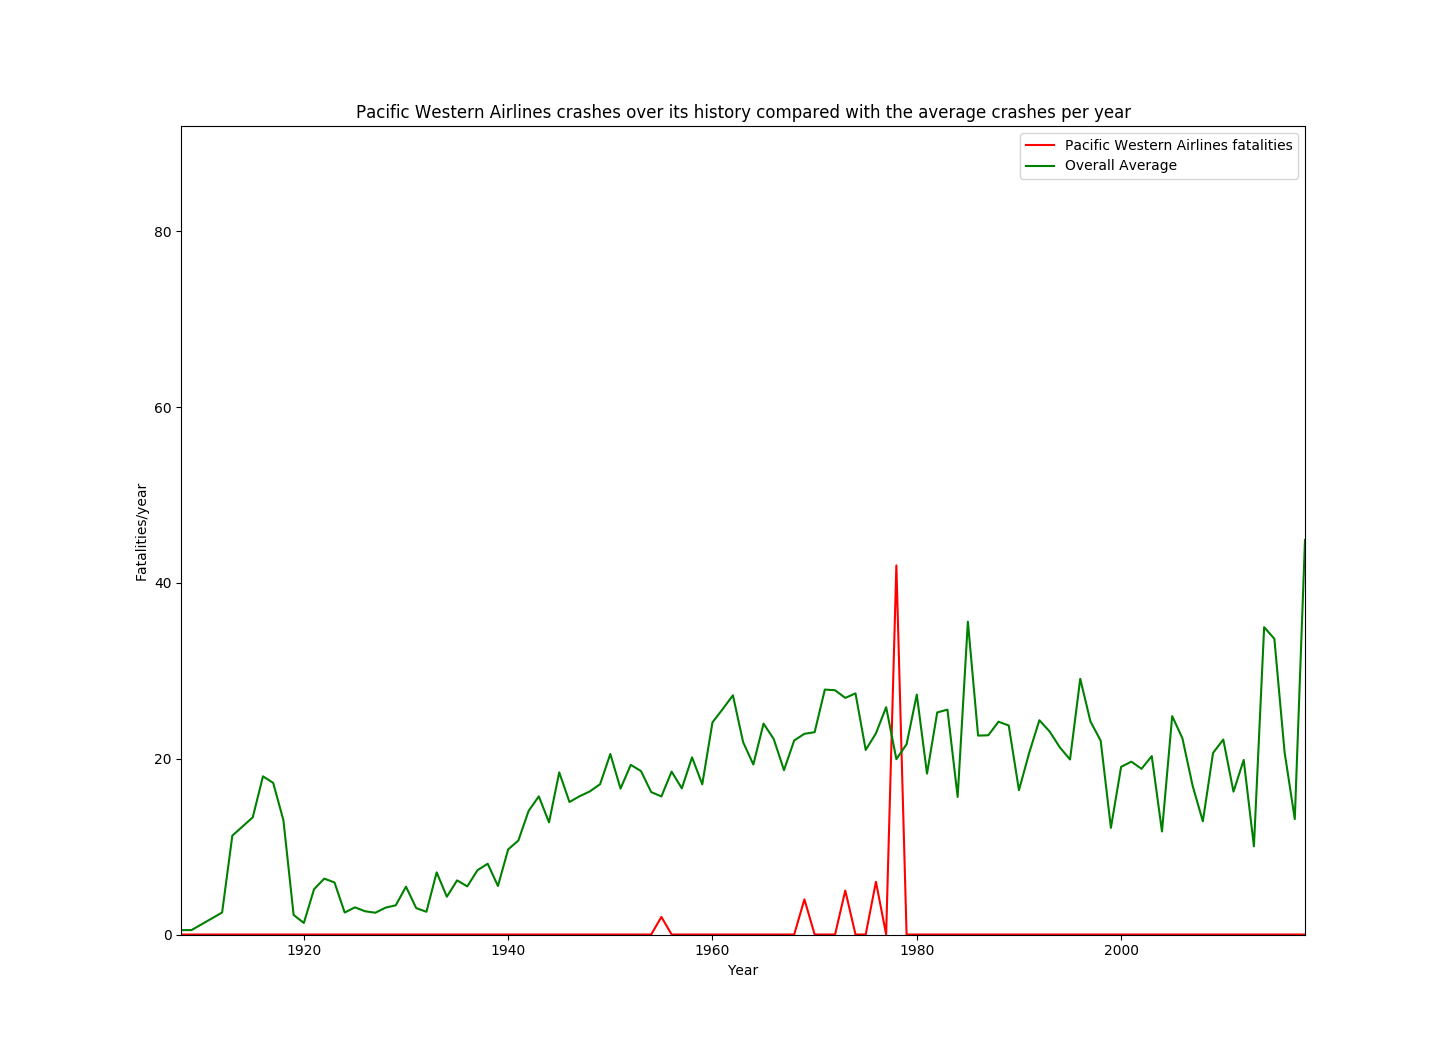 Pacific Western Airlines crashes over its history compared with the average crashes per year
Pacific Western Airlines fatalities
Overall Average
80
60
40
20
0
Fatalities/year
1920
1940
1960
1980
2000
Year